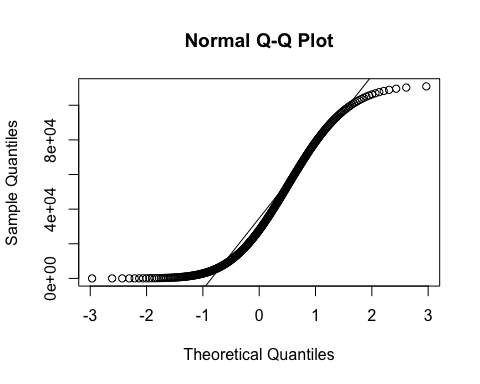 Normal Q-Q Plot
Sample Quantiles
8e+04
4e+04
0e+00
-3 -2 -1 0 1 2 3
Theoretical Quantiles